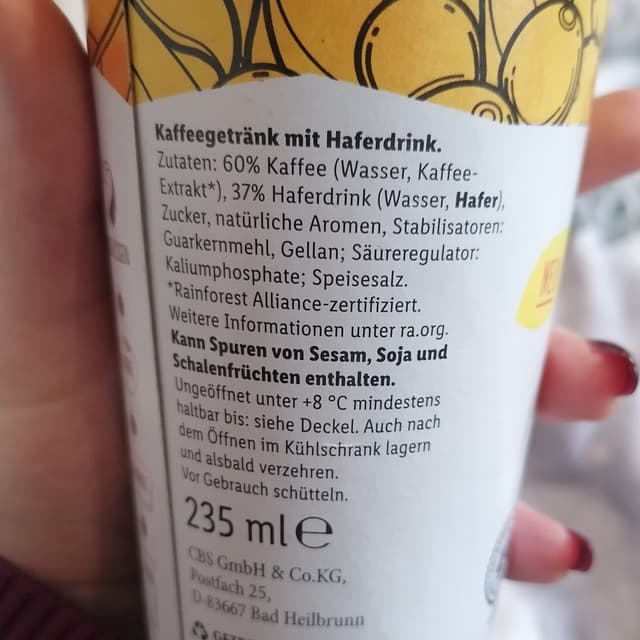 Kaffeegetränk mit Haferdrink.
Zutaten: 60% Kaffee (Wasser, Kaffee-
Extrakt*), 37% Haferdrink (Wasser, Hafer),
Zucker, natürliche Aromen, Stabilisatoren:
Guarkernmehl, Gellan; Säureregulator:
Kaliumphosphate; Speisesalz.
*Rainforest Alliance-zertifiziert.
Weitere Informationen unter ra.org.
Kann Spuren von Sesam, Soja und
Schalenfrüchten enthalten.
Ungeöffnet unter +8 °C mindestens
haltbar bis: siehe Deckel. Auch nach
dem Öffnen im Kühlschrank lagern
und alsbald verzehren.
Vor Gebrauch schütteln.
235 ml e
CBS GmbH & Co.KG,
Postfach 25,
D-83667 Bad Heilbrunn